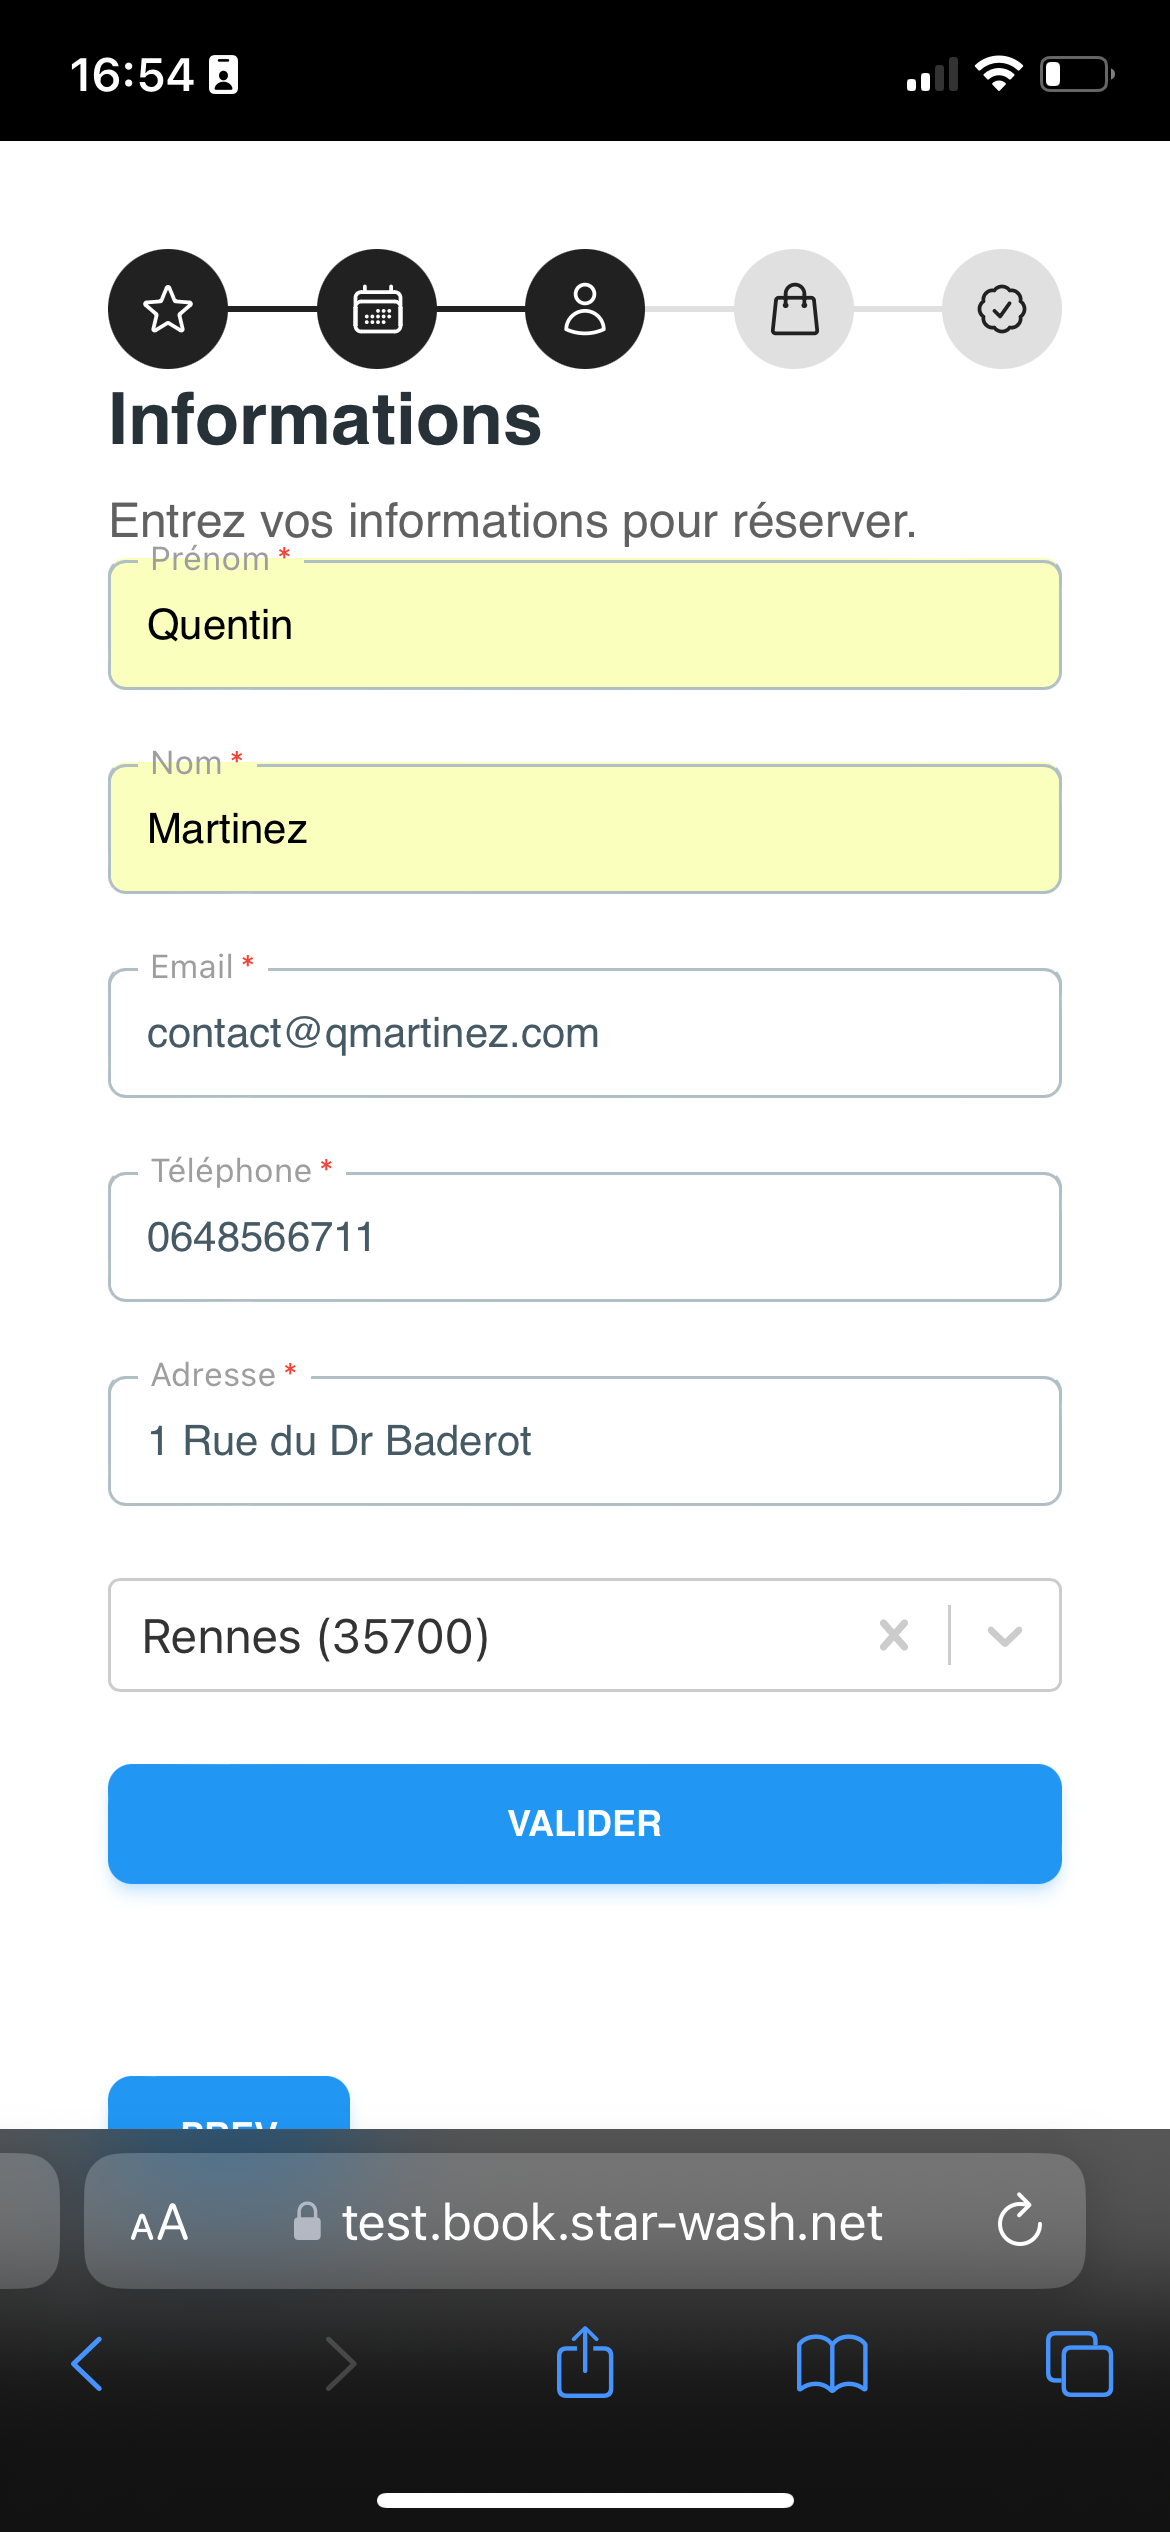 16:54
Informations
Entrez vos informations pour réserver.
Prénom *
Quentin
Nom *
Martinez
Email *
contact@qmartinez.com
Téléphone *
0648566711
Adresse *
1 Rue du Dr Baderot
Rennes (35700)
VALIDER
PREV
AA test.book.star-wash.net